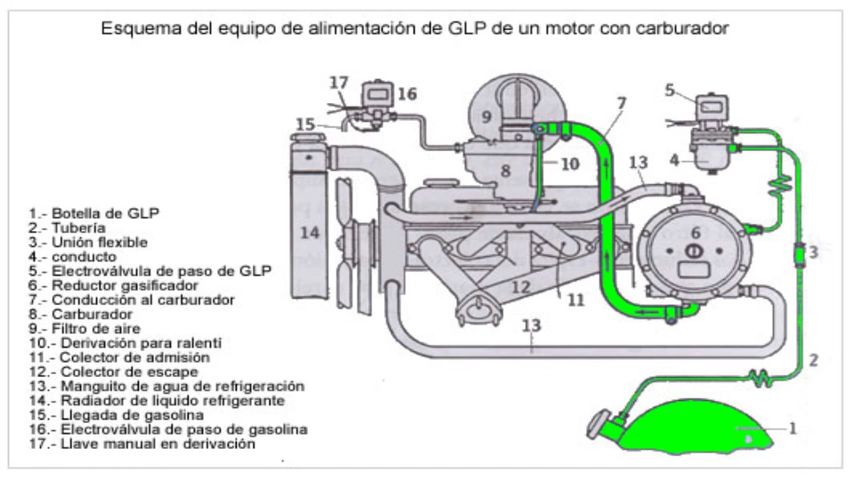 Esquema del equipo de alimentación de GLP de un motor con carburador
17
16
15
9
7
5
4
10
8
13
14
6
3
12
11
13
2
1
1.- Botella de GLP
2.- Tubería
3.- Unión flexible
4.- conducto
5.- Electroválvula de paso de GLP
6.- Reductor gasificador
7.- Conducción al carburador
8.- Carburador
9.- Filtro de aire
10.- Derivación para ralentí
11.- Colector de admisión
12.- Colector de escape
13.- Manguito de agua de refrigeración
14.- Radiador de liquido refrigerante
15.- Llegada de gasolina
16.- Electroválvula de paso de gasolina
17.- Llave manual en derivación